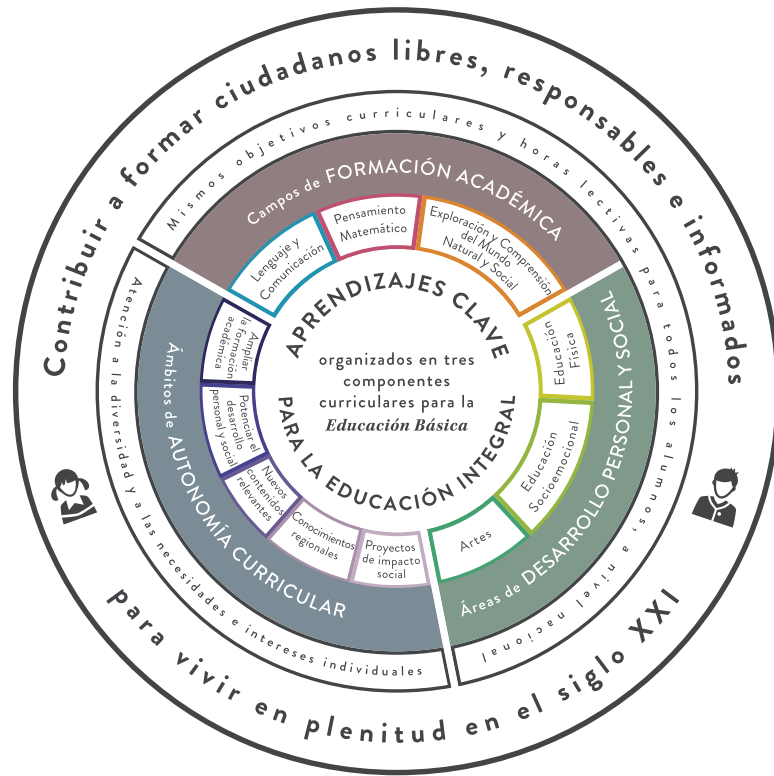 Contribuir a formar ciudadanos libres, responsables e informados
para vivir en plenitud en el siglo XXI
Mismos objetivos curriculares y horas lectivas para todos los alumnos, a nivel nacional
Atención a la diversidad y a las necesidades e intereses individuales
Campos de FORMACIÓN ACADÉMICA
Lenguaje y
Comunicación
Pensamiento
Matemático
Exploración y Comprensión
del Mundo
Natural y Social
Áreas de DESARROLLO PERSONAL Y SOCIAL
Educación
Física
Educación
Socioemocional
Artes
Ámbitos de AUTONOMÍA CURRICULAR
Ampliar
la formación
académica
Potenciar el
desarrollo
personal y social
Nuevos
contenidos
relevantes
Conocimientos
regionales
Proyectos
de impacto
social
APRENDIZAJES CLAVE
organizados en tres
componentes
curriculares para la
Educación Básica
PARA LA EDUCACIÓN INTEGRAL